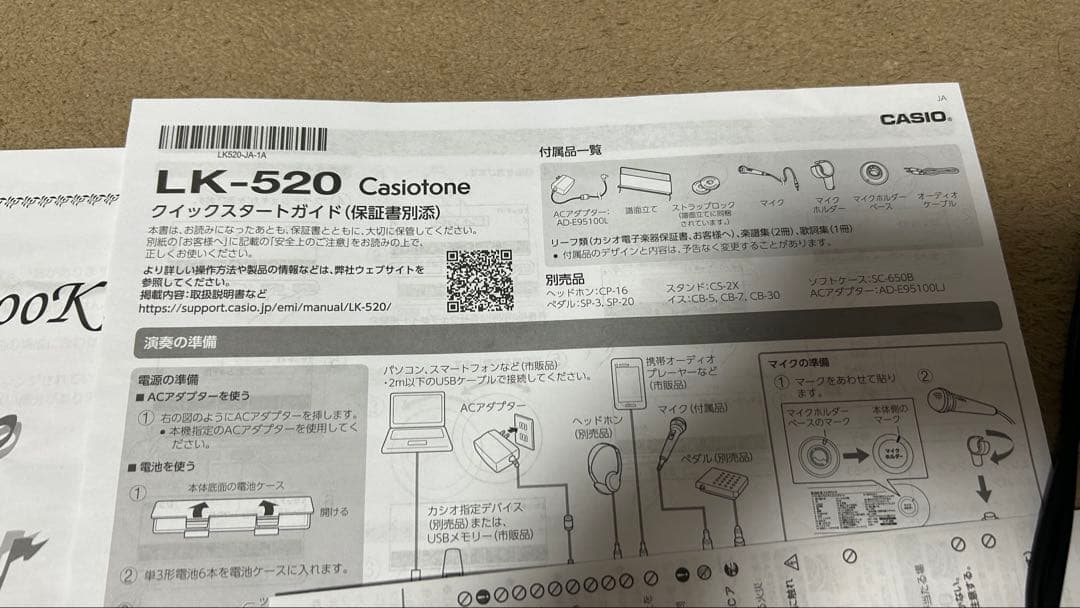 JA
CASIO
LK520-JA-1A
LK-520 Casiotone
クイックスタートガイド(保証書別添)
本書は、お読みになったあとも、保証書とともに、大切に保管してください。
別紙の「お客様へ」に記載の「安全上のご注意」をお読みの上で、
正しくお使いください。
より詳しい操作方法や製品の情報などは、弊社ウェブサイトを
参照してください。
掲載内容:取扱説明書など
https://support.casio.jp/emi/manual/LK-520/
付属品一覧
ACアダプター:
AD-E95100L
譜面立て
ストラップロック
(譜面立てに同梱
されています。)
マイク
マイク
ホルダー
マイクホルダー
ベース
オーディオ
ケーブル
リーフ類(カシオ電子楽器保証書、お客様へ)、楽譜集(2冊)、歌詞集(1冊)
• 付属品のデザインと内容は、予告なく変更することがあります。
別売品
ヘッドホン:CP-16
ペダル:SP-3, SP-20
スタンド:CS-2X
イス:CB-5, CB-7, CB-30
ソフトケース:SC-650B
ACアダプター:AD-E95100LJ
ooK
演奏の準備
電源の準備
■ ACアダプターを使う
① 右の図のようにACアダプターを挿します。
• 本機指定のACアダプターを使用してく
ださい。
■ 電池を使う
①
本体底面の電池ケース
開ける
② 単3形電池6本を電池ケースに入れます。
パソコン、スマートフォンなど(市販品)
・2m以下のUSBケーブルで接続してください。
ACアダプター
カシオ指定デバイス
(別売品)または、
USBメモリー(市販品)
ヘッドホン
(別売品)
携帯オーディオ
プレーヤーなど
(市販品)
マイク(付属品)
ペダル(別売品)
マイクの準備
① マークをあわせて貼り
ます。
マイクホルダー
ベースのマーク
本体側の
マーク
マイク
ホルダー
②